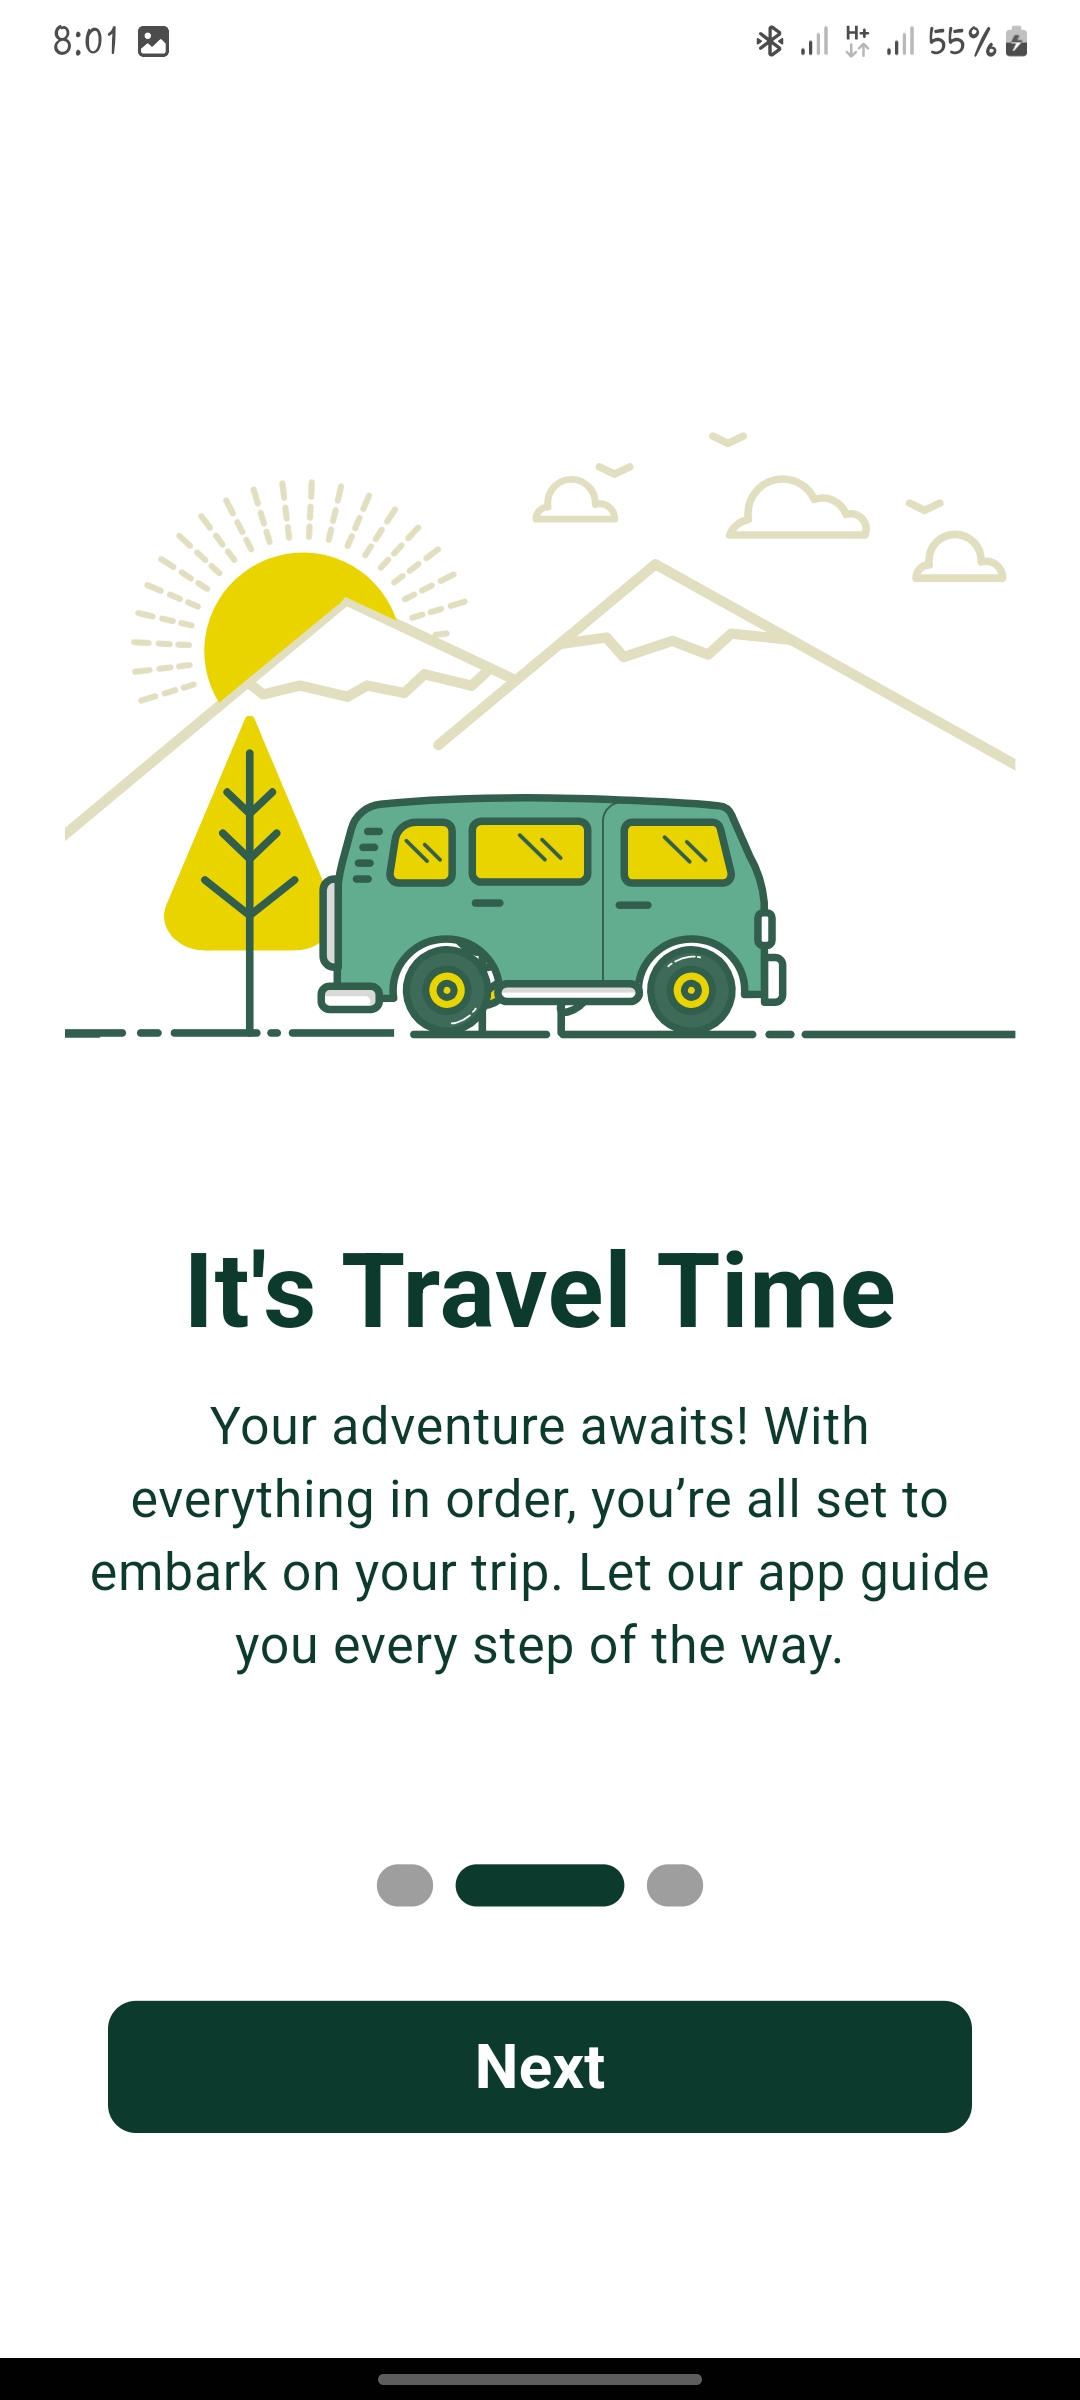 8:01
H+
55%
It's Travel Time
Your adventure awaits! With
everything in order, you’re all set to
embark on your trip. Let our app guide
you every step of the way.
Next